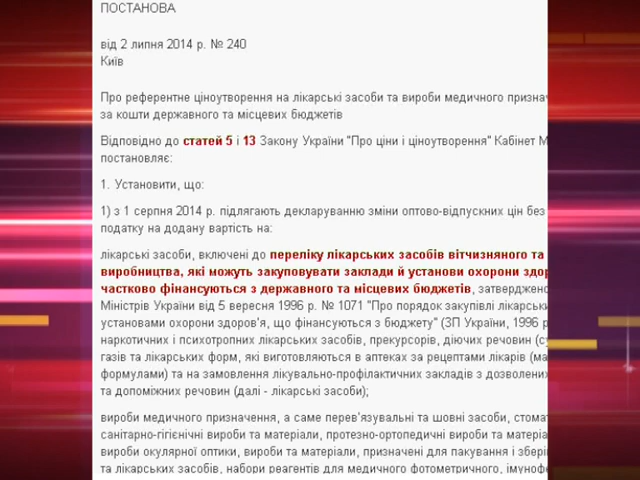 ПОСТАНОВА
від 2 липня 2014 р. № 240
Київ
Про референтне ціноутворення на лікарські засоби та вироби медичного признач
за кошти державного та місцевих бюджетів
Відповідно до статей 5 і 13 Закону України "Про ціни і ціноутворення" Кабінет М
постановляє:
1. Установити, що:
1) з 1 серпня 2014 р. підлягають декларуванню зміни оптово-відпускних цін без
податку на додану вартість на:
лікарські засоби, включені до переліку лікарських засобів вітчизняного та
виробництва, які можуть закуповувати заклади й установи охорони здор
частково фінансуються з державного та місцевих бюджетів, затверджено
Міністрів України від 5 вересня 1996 р. № 1071 "Про порядок закупівлі лікарськи
установами охорони здоров'я, що фінансуються з бюджету" (ЗП України, 1996 р
наркотичних і психотропних лікарських засобів, прекурсорів, діючих речовин (су
газів та лікарських форм, які виготовляються в аптеках за рецептами лікарів (ма
формулами) та на замовлення лікувально-профілактичних закладів з дозволених
та допоміжних речовин (далі - лікарські засоби);
вироби медичного призначення, а саме перев'язувальні та шовні засоби, стомат
санітарно-гігієнічні вироби та матеріали, протезно-ортопедичні вироби та матеріа
вироби окулярної оптики, вироби та матеріали, призначені для пакування і збері
та лікарських засобів, набори реагентів для медичного фотометричного, імуноф